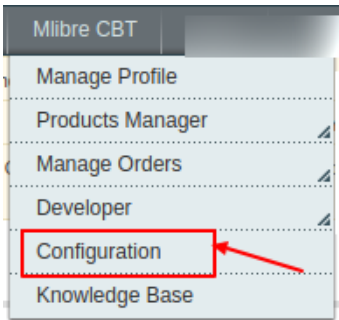 Mlibre CBT
Manage Profile
Products Manager
Manage Orders
Developer
Configuration
Knowledge Base